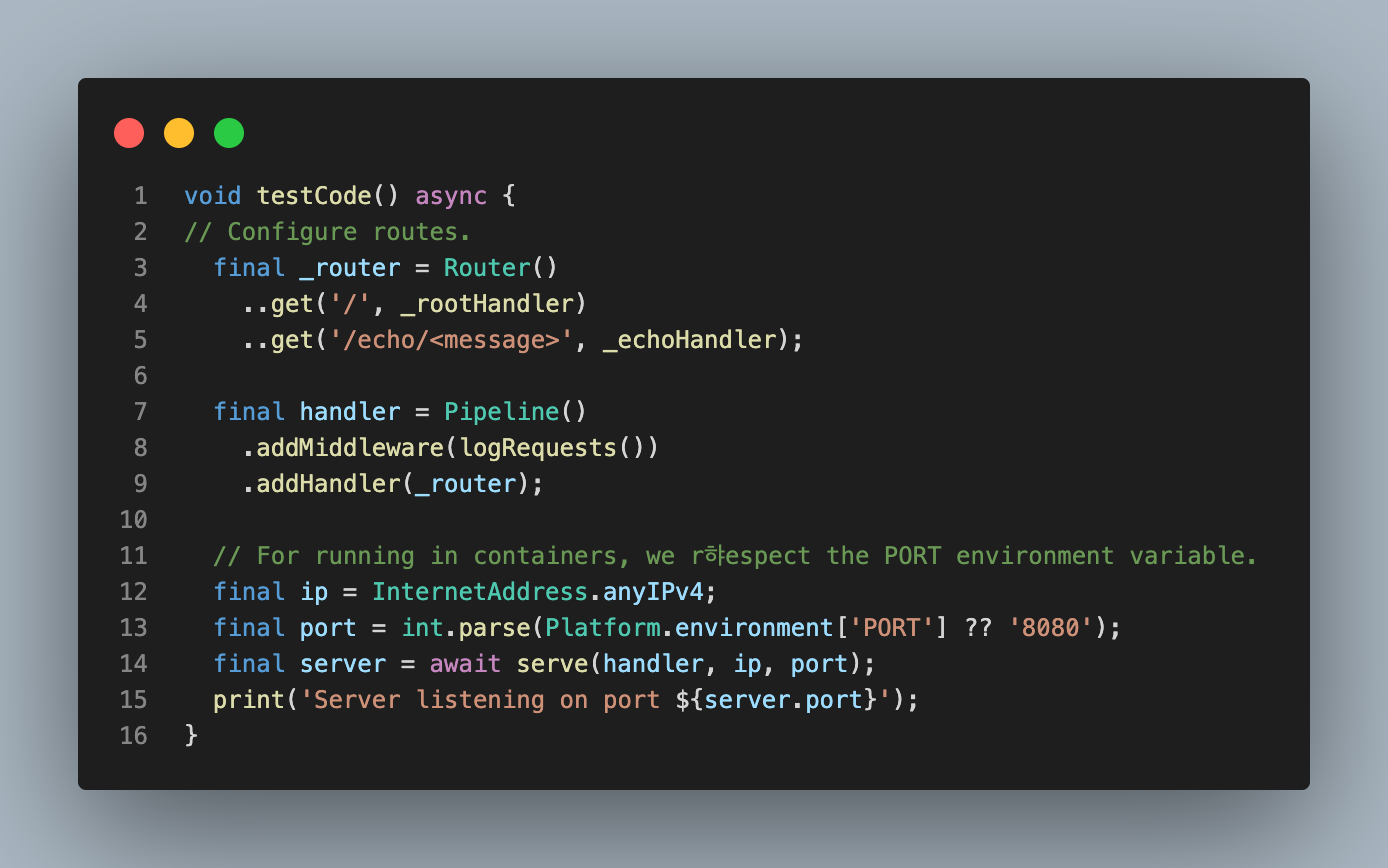 1 void testCode() async {
2 // Configure routes.
3   final _router = Router()
4     ..get('/', _rootHandler)
5     ..get('/echo/<message>', _echoHandler);
6
7   final handler = Pipeline()
8     .addMiddleware(logRequests())
9     .addHandler(_router);
10
11   // For running in containers, we r햐espect the PORT environment variable.
12   final ip = InternetAddress.anyIPv4;
13   final port = int.parse(Platform.environment['PORT'] ?? '8080');
14   final server = await serve(handler, ip, port);
15   print('Server listening on port ${server.port}');
16 }